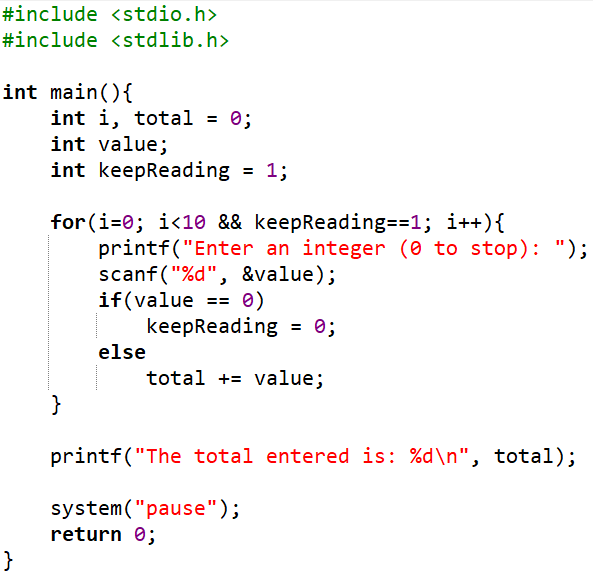 #include <stdio.h>
#include <stdlib.h>

int main(){
    int i, total = 0;
    int value;
    int keepReading = 1;

    for(i=0; i<10 && keepReading==1; i++){
        printf("Enter an integer (0 to stop): ");
        scanf("%d", &value);
        if(value == 0)
            keepReading = 0;
        else
            total += value;
    }

    printf("The total entered is: %d\n", total);

    system("pause");
    return 0;
}